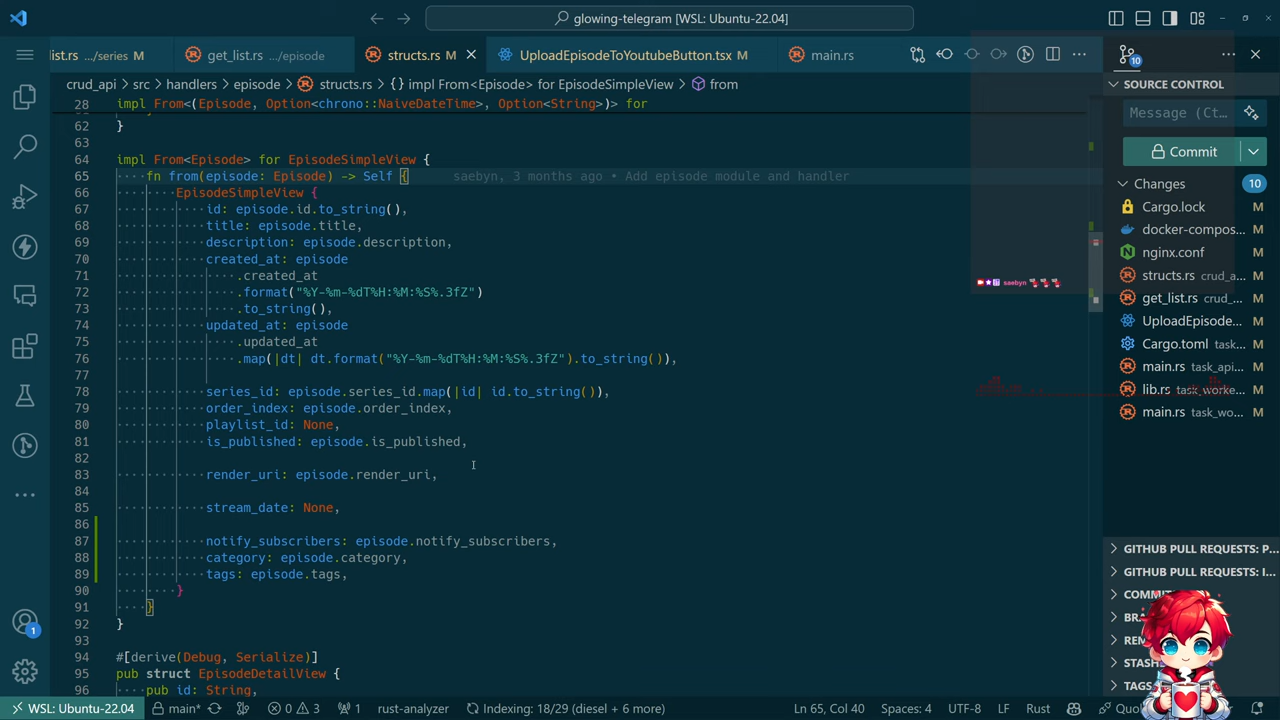 glowing-telegram [WSL: Ubuntu-22.04]
list.rs .../series M
get_list.rs .../episode
structs.rs M
UploadEpisodeToYoutubeButton.tsx M
main.rs
10
crud_api > src > handlers > episode > structs.rs > {} impl From<Episode> for EpisodeSimpleView > from
SOURCE CONTROL
28 impl From<(Episode, Option<chrono::NaiveDateTime>, Option<String>)> for
62 }
63
64 impl From<Episode> for EpisodeSimpleView {
65 fn from(episode: Episode) -> Self { saebyn, 3 months ago • Add episode module and handler
66 EpisodeSimpleView {
67 id: episode.id.to_string(),
68 title: episode.title,
69 description: episode.description,
70 created_at: episode
71 .created_at
72 .format("%Y-%m-%dT%H:%M:%S%.3fZ")
73 .to_string(),
74 updated_at: episode
75 .updated_at
76 .map(|dt| dt.format("%Y-%m-%dT%H:%M:%S%.3fZ").to_string()),
77
78 series_id: episode.series_id.map(|id| id.to_string()),
79 order_index: episode.order_index,
80 playlist_id: None,
81 is_published: episode.is_published,
82
83 render_uri: episode.render_uri,
84
85 stream_date: None,
86
87 notify_subscribers: episode.notify_subscribers,
88 category: episode.category,
89 tags: episode.tags,
90 }
91 }
92 }
93
94 #[derive(Debug, Serialize)]
95 pub struct EpisodeDetailView {
96 pub id: String,
saebyn
Message (Ct...
Commit
Changes 10
Cargo.lock M
docker-compos... M
nginx.conf M
structs.rs crud_a... M
get_list.rs crud_... M
UploadEpisode... M
Cargo.toml task... M
main.rs task_api... M
lib.rs task_worke... M
main.rs task_wo... M
GITHUB PULL REQUESTS: P...
GITHUB PULL REQUESTS: I...
COMMIT
BRA
REM
STASH
TAGS
1
WSL: Ubuntu-22.04
main*
0 3
1
rust-analyzer
Indexing: 18/29 (diesel + 6 more)
Ln 65, Col 40
Spaces: 4
UTF-8
LF
Rust
Quo